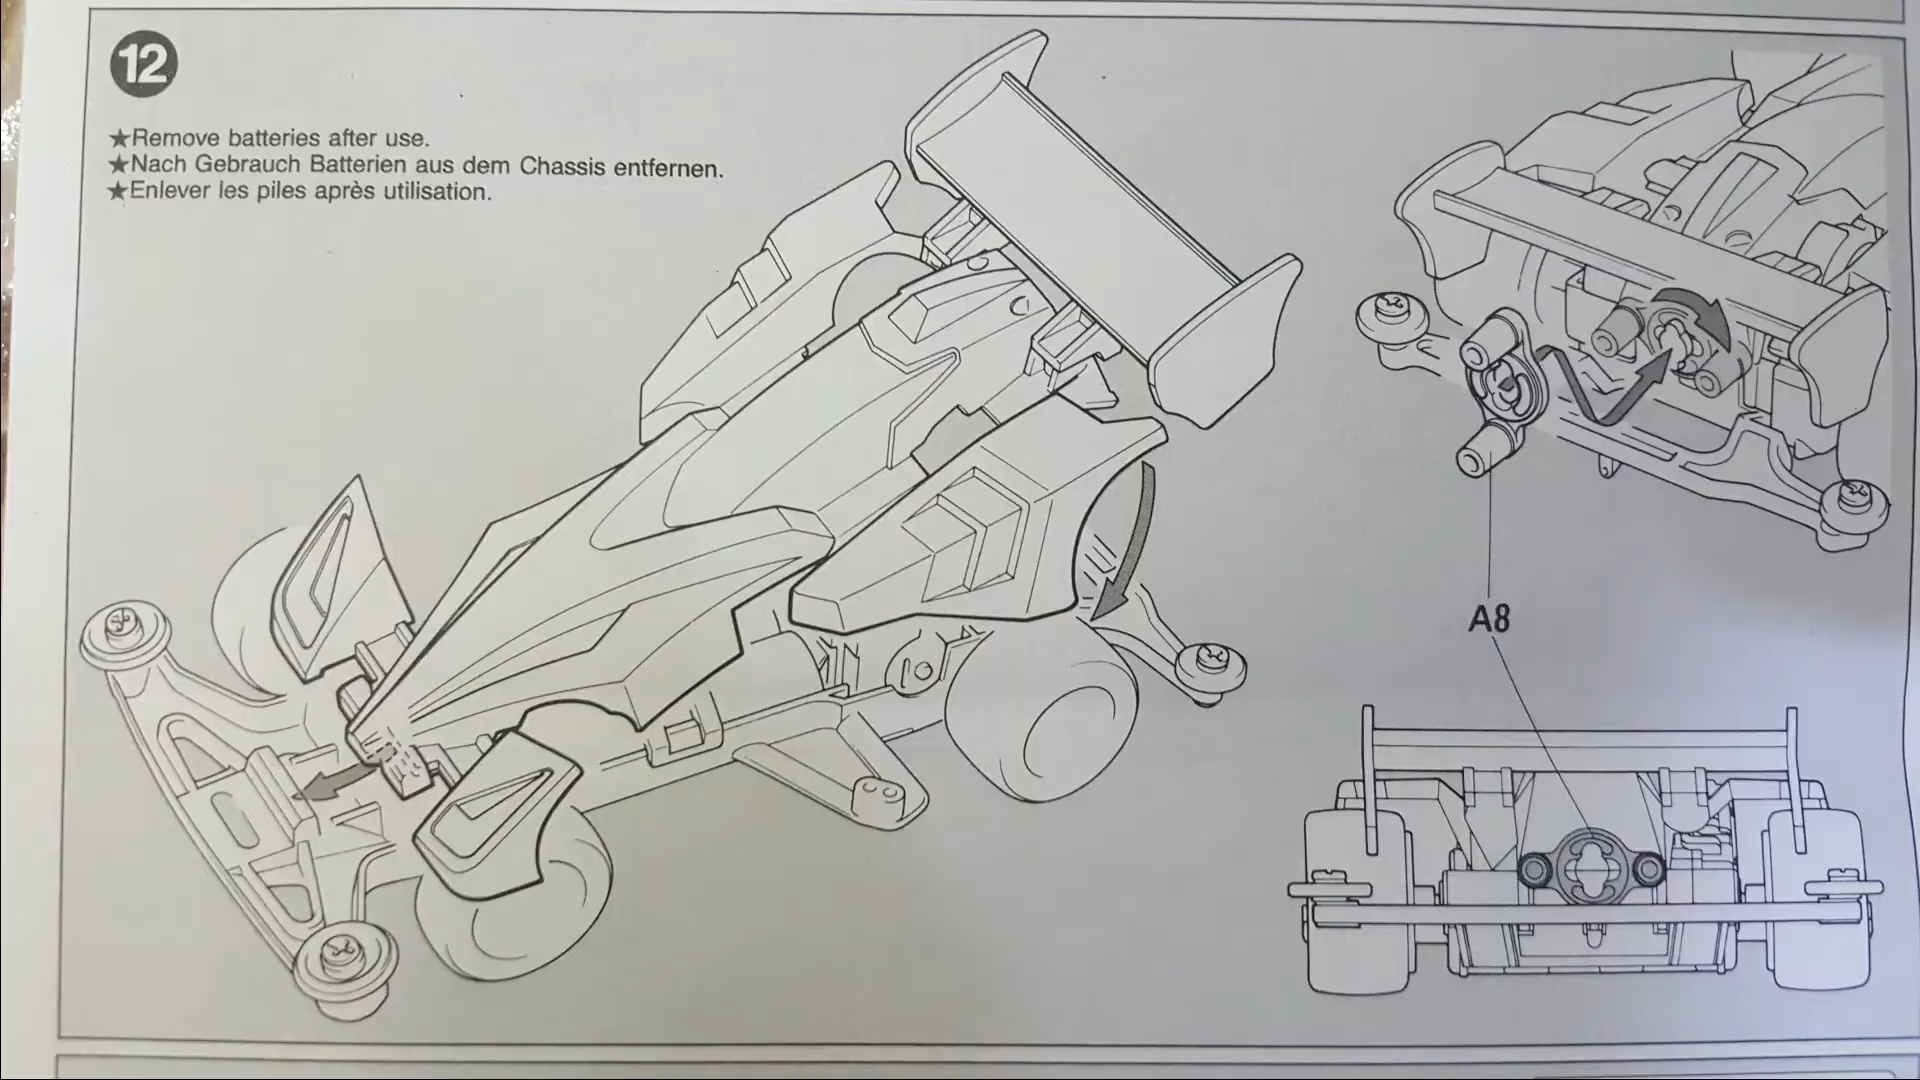 12
★Remove batteries after use.
★Nach Gebrauch Batterien aus dem Chassis entfernen.
★Enlever les piles après utilisation.
A8